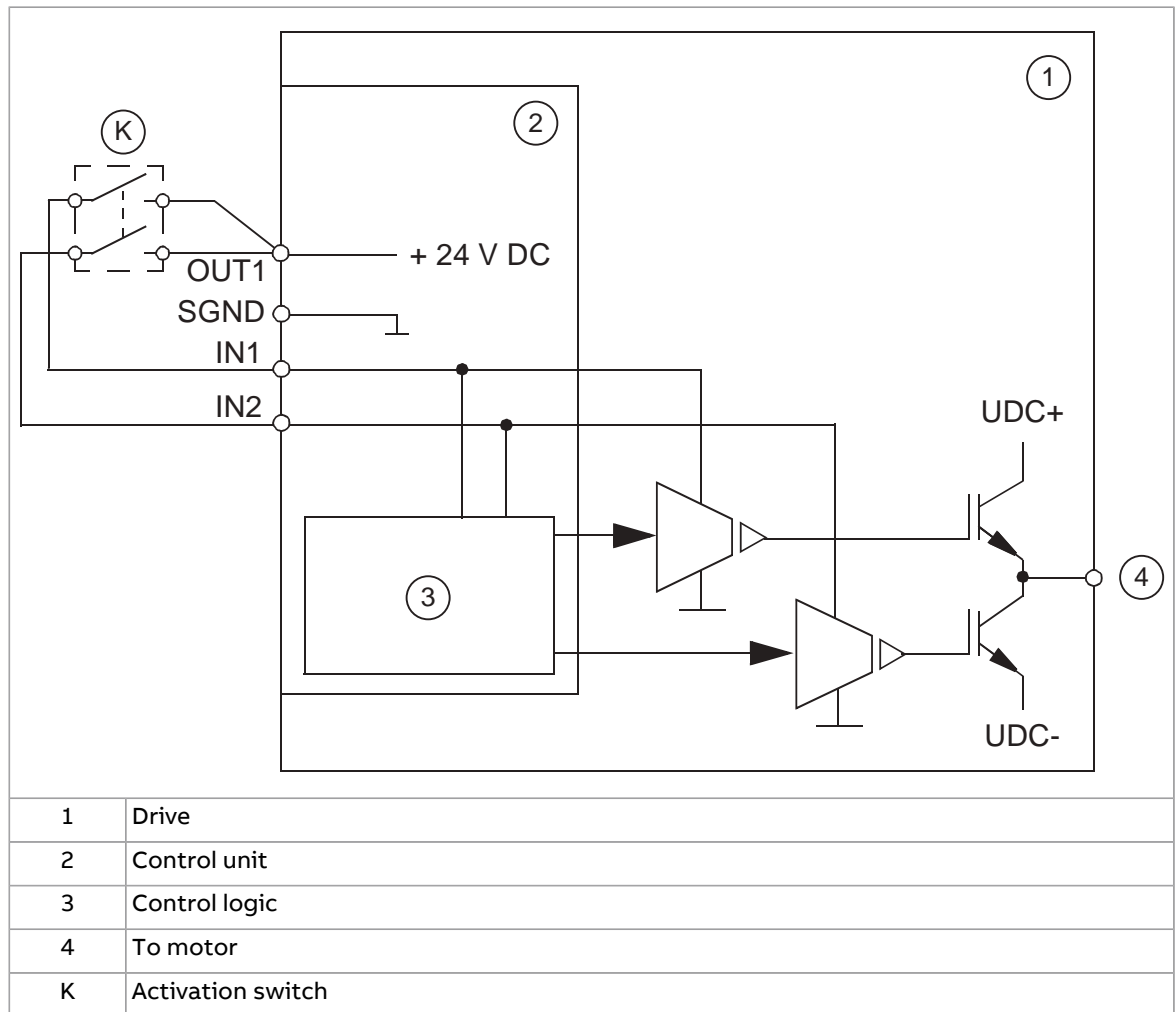 1
2
K
+ 24 V DC
OUT1
SGND
IN1
IN2
UDC+
3
4
UDC-
1 Drive
2 Control unit
3 Control logic
4 To motor
K Activation switch